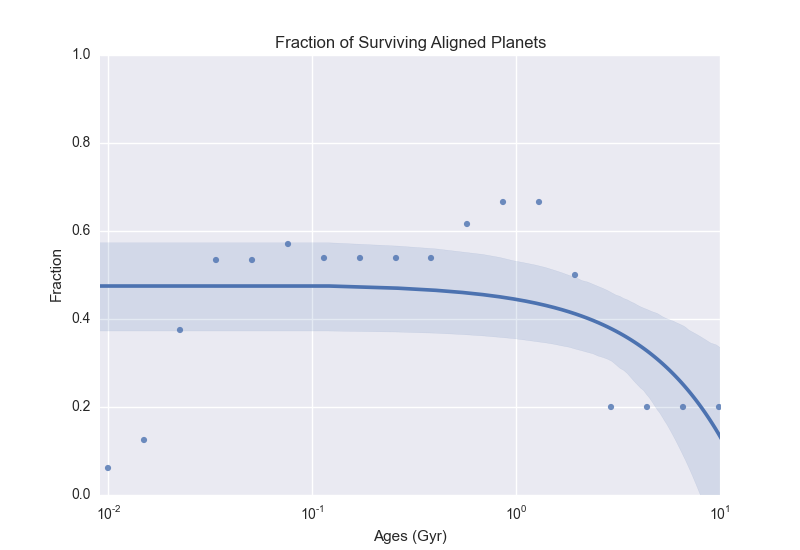 Fraction of Surviving Aligned Planets
1.0
0.8
0.6
0.4
0.2
0.0
Fraction
10⁻² 10⁻¹ 10⁰ 10¹
Ages (Gyr)